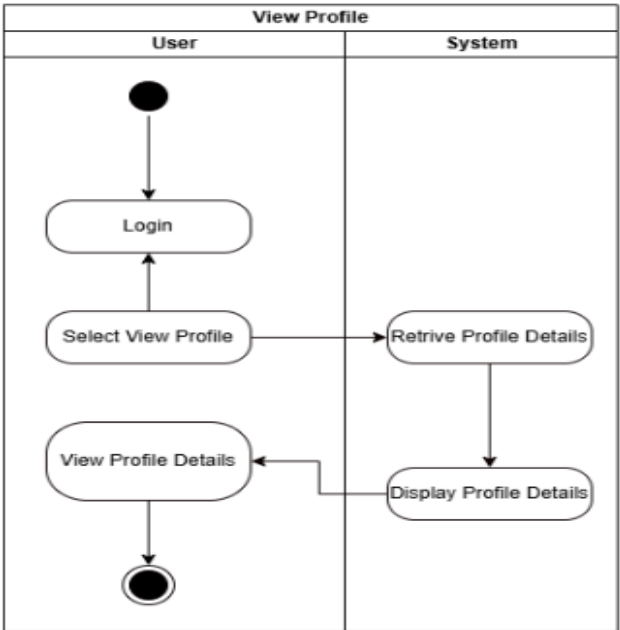 View Profile
User
System
Login
Select View Profile
Retrive Profile Details
View Profile Details
Display Profile Details